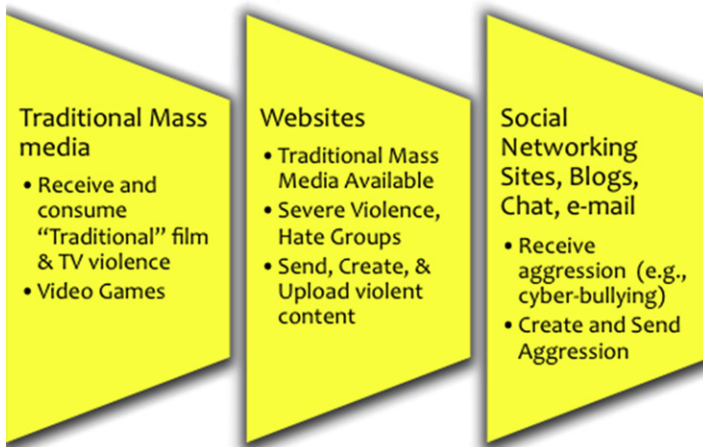 Traditional Mass
media
• Receive and
consume
“Traditional” film
& TV violence
• Video Games
Websites
• Traditional Mass
Media Available
• Severe Violence,
Hate Groups
• Send, Create, &
Upload violent
content
Social
Networking
Sites, Blogs,
Chat, e-mail
• Receive
aggression (e.g.,
cyber-bullying)
• Create and Send
Aggression